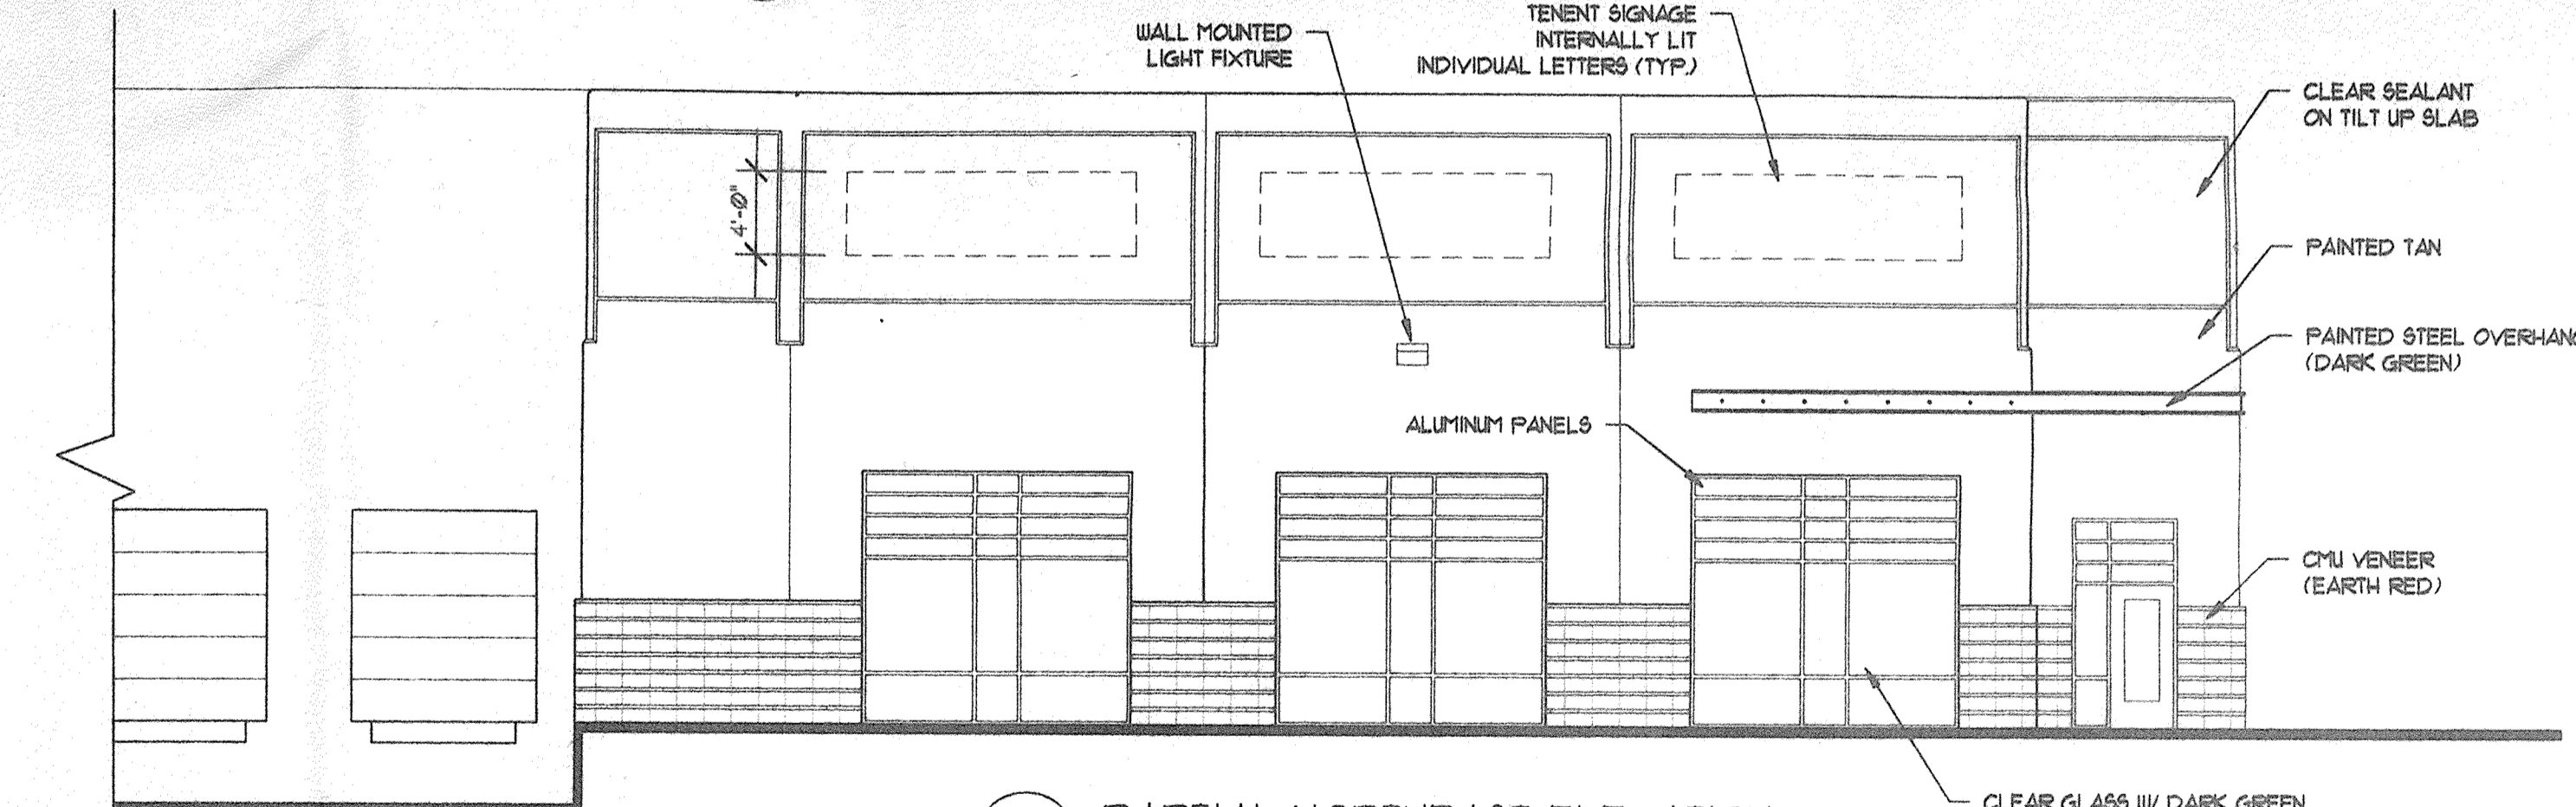 TENENT SIGNAGE
INTERNALLY LIT
INDIVIDUAL LETTERS (TYP.)
WALL MOUNTED
LIGHT FIXTURE
CLEAR SEALANT
ON TILT UP SLAB
4'-0"
PAINTED TAN
PAINTED STEEL OVERHANG
(DARK GREEN)
ALUMINUM PANELS
CMU VENEER
(EARTH RED)
CLEAR GLASS W/ DARK GREEN